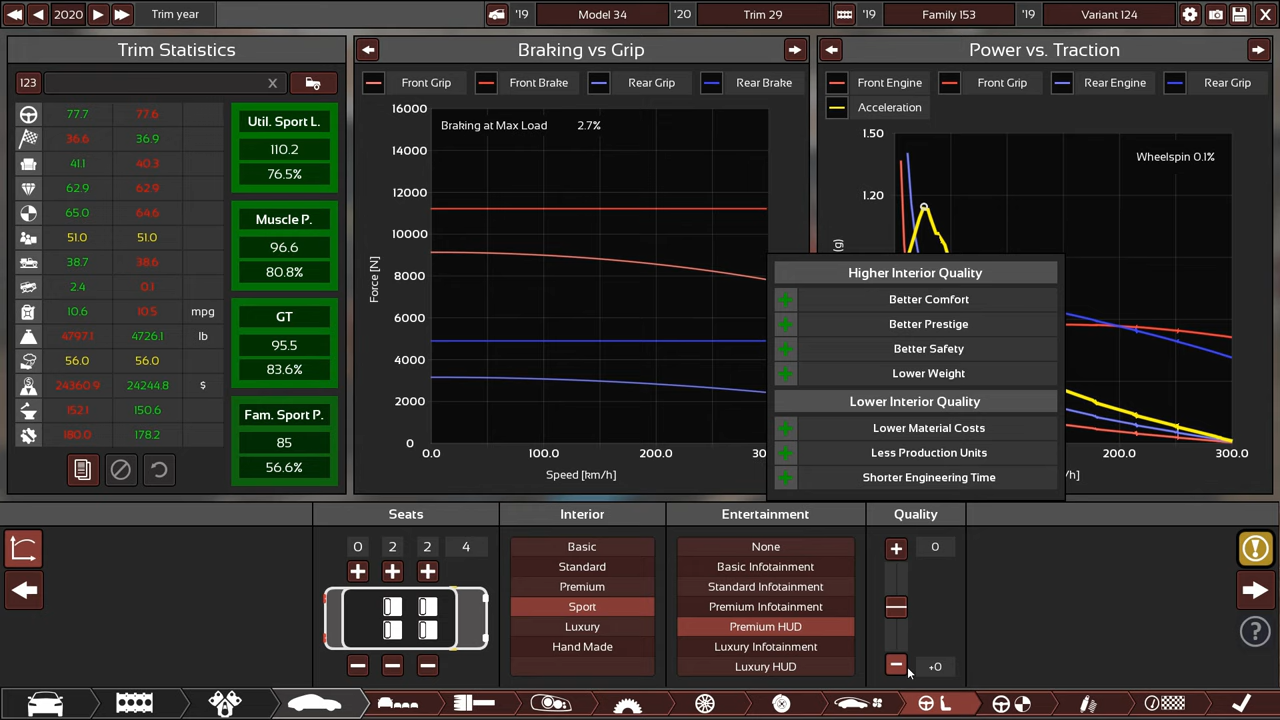 2020 Trim year '19 Model 34 '20 Trim 29 '19 Family 153 '19 Variant 124
Trim Statistics
123 X
77.7 77.6
36.6 36.9
41.1 40.3
62.9 62.9
65.0 64.6
51.0 51.0
38.7 38.6
2.4 0.1
10.6 10.5 mpg
4797.1 4726.1 lb
56.0 56.0
24360.9 24244.8 $
152.1 150.6
180.0 178.2
Util. Sport L.
110.2
76.5%
Muscle P.
96.6
80.8%
GT
95.5
83.6%
Fam. Sport P.
85
56.6%
Braking vs Grip
Front Grip Front Brake Rear Grip Rear Brake
Braking at Max Load 2.7%
16000
14000
12000
10000
8000
6000
4000
2000
0
Force [N]
0.0 100.0 200.0 30
Speed [km/h]
Power vs. Traction
Front Engine Front Grip Rear Engine Rear Grip
Acceleration
1.50
1.20
(g)
Wheelspin 0.1%
200.0 300.0
/h]
Higher Interior Quality
+ Better Comfort
+ Better Prestige
+ Better Safety
+ Lower Weight
Lower Interior Quality
+ Lower Material Costs
+ Less Production Units
+ Shorter Engineering Time
Seats
0 2 2 4
+ + +
− − −
Interior
Basic
Standard
Premium
Sport
Luxury
Hand Made
Entertainment
None
Basic Infotainment
Standard Infotainment
Premium Infotainment
Premium HUD
Luxury Infotainment
Luxury HUD
Quality
+ 0
− +0
!
?